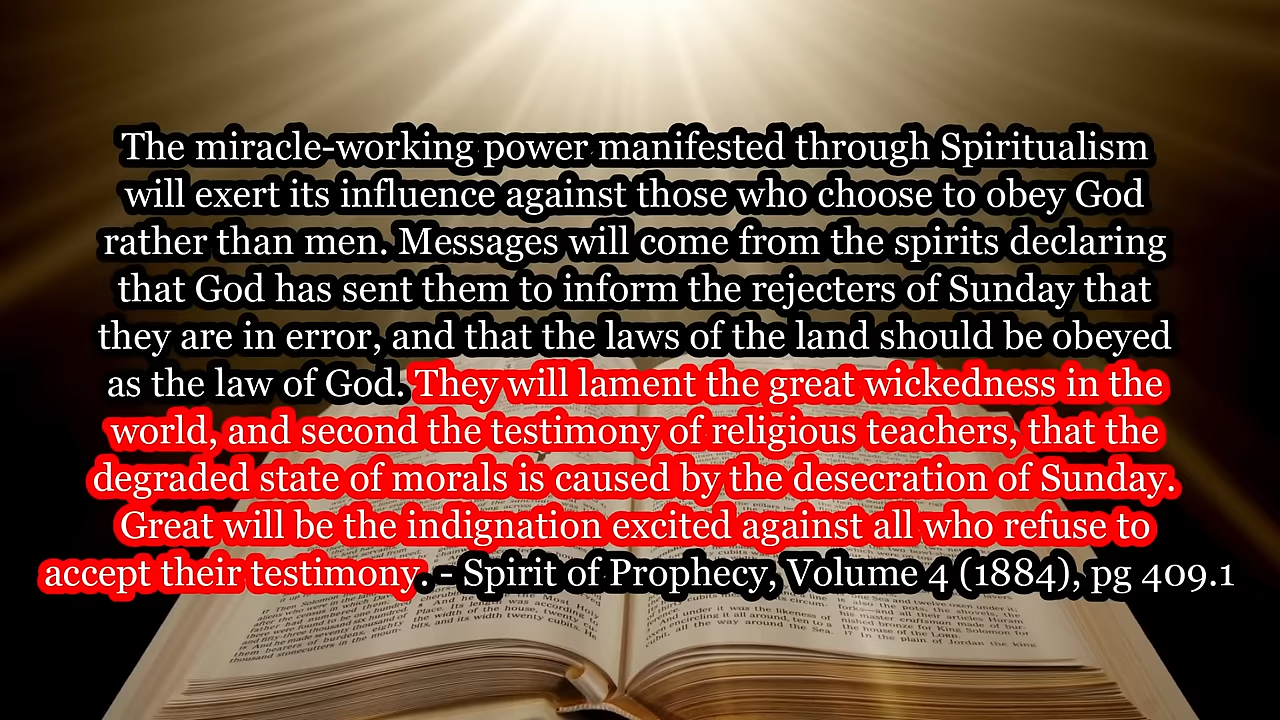 The miracle-working power manifested through Spiritualism
will exert its influence against those who choose to obey God
rather than men. Messages will come from the spirits declaring
that God has sent them to inform the rejecters of Sunday that
they are in error, and that the laws of the land should be obeyed
as the law of God. They will lament the great wickedness in the
world, and second the testimony of religious teachers, that the
degraded state of morals is caused by the desecration of Sunday.
Great will be the indignation excited against all who refuse to
accept their testimony. - Spirit of Prophecy, Volume 4 (1884), pg 409.1